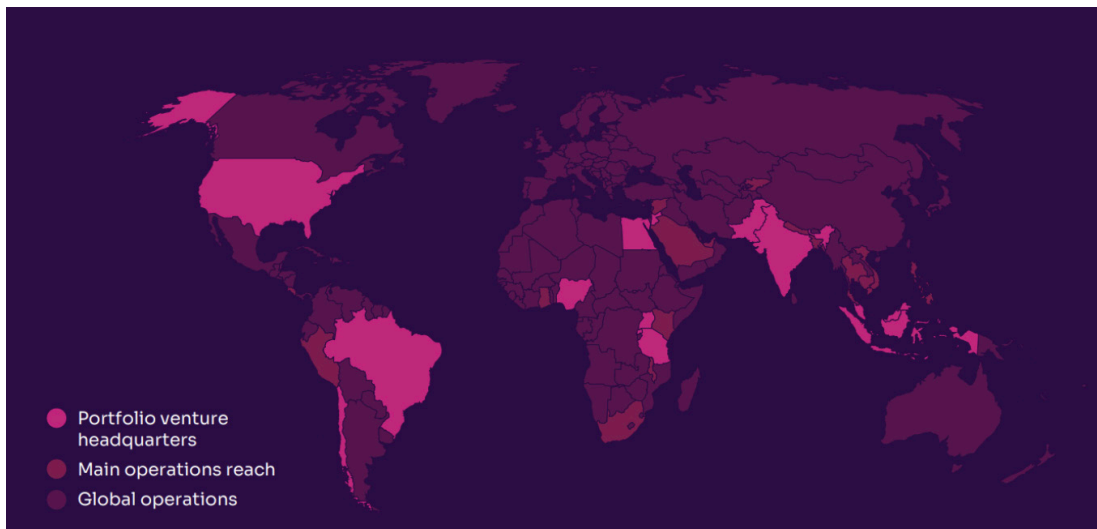 Portfolio venture
headquarters
Main operations reach
Global operations